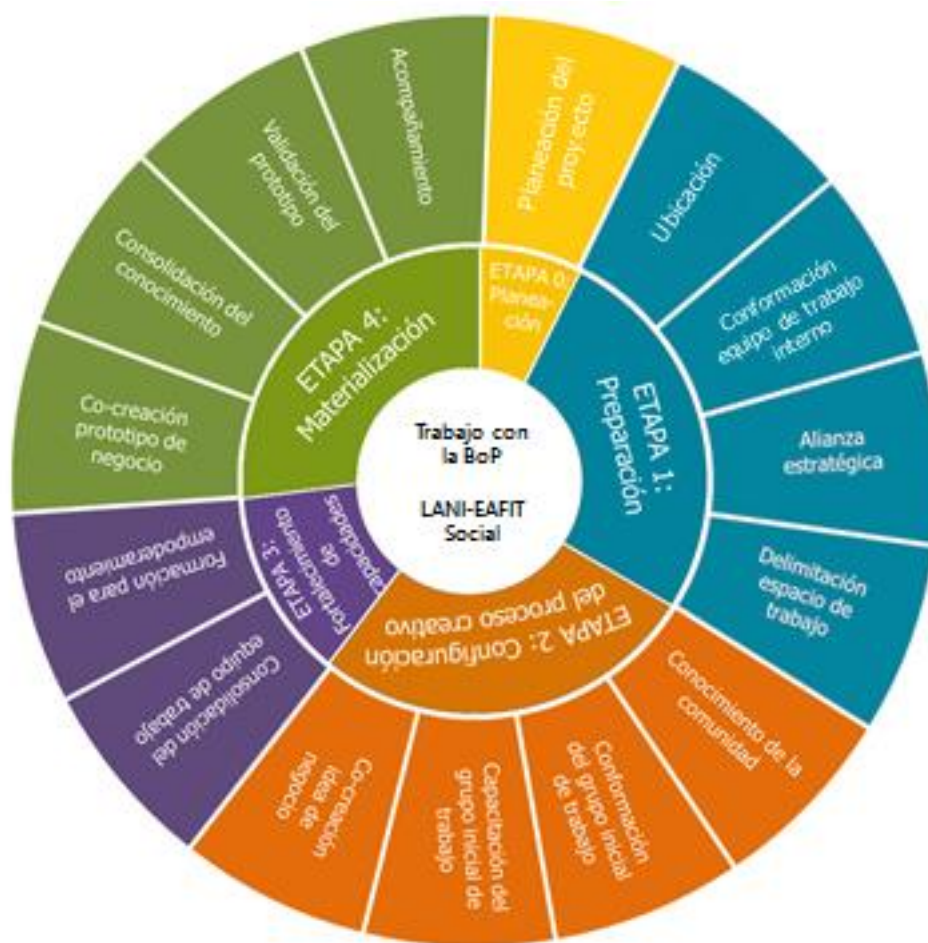 Trabajo con
la BoP
LANI-EAFIT
Social
ETAPA 0:
Planea-
ción
Planeación del
proyecto
ETAPA 1:
Preparación
Ubicación
Conformación
equipo de trabajo
interno
Alianza
estratégica
Delimitación
espacio de
trabajo
ETAPA 2: Configuración
del proceso creativo
Conocimiento de la
comunidad
Conformación
del grupo inicial
de trabajo
Capacitación del
grupo inicial de
trabajo
Co-creación
idea de
negocio
ETAPA 3:
Fortalecimiento
de
capacidades
Consolidación del
equipo de trabajo
Formación para el
empoderamiento
ETAPA 4:
Materialización
Co-creación
prototipo de
negocio
Consolidación del
conocimiento
Validación del
prototipo
Acompañamiento